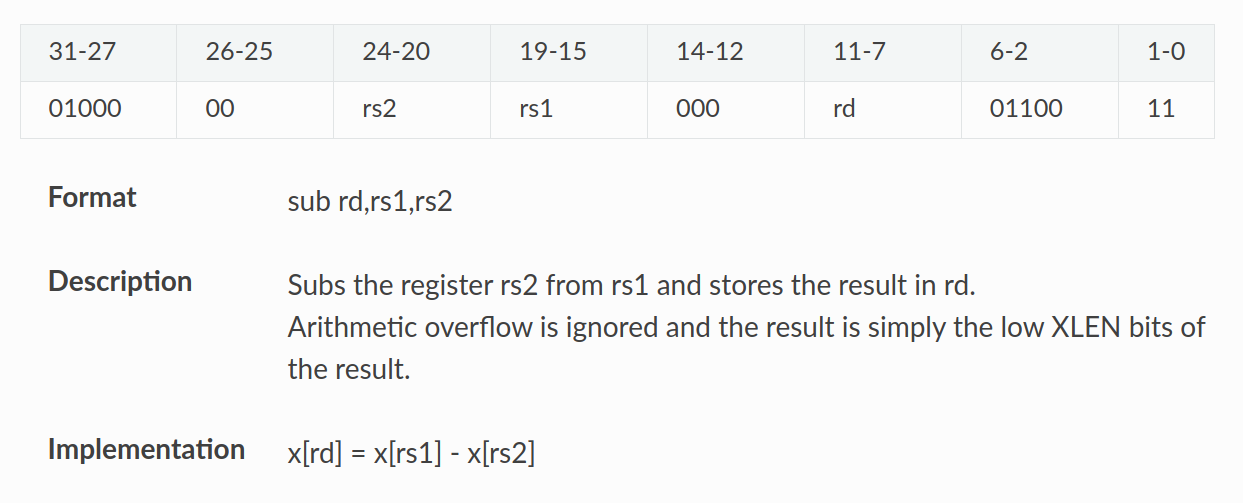 31-27 26-25 24-20 19-15 14-12 11-7 6-2 1-0
01000 00 rs2 rs1 000 rd 01100 11
Format sub rd,rs1,rs2
Description Subs the register rs2 from rs1 and stores the result in rd.
Arithmetic overflow is ignored and the result is simply the low XLEN bits of
the result.
Implementation x[rd] = x[rs1] - x[rs2]